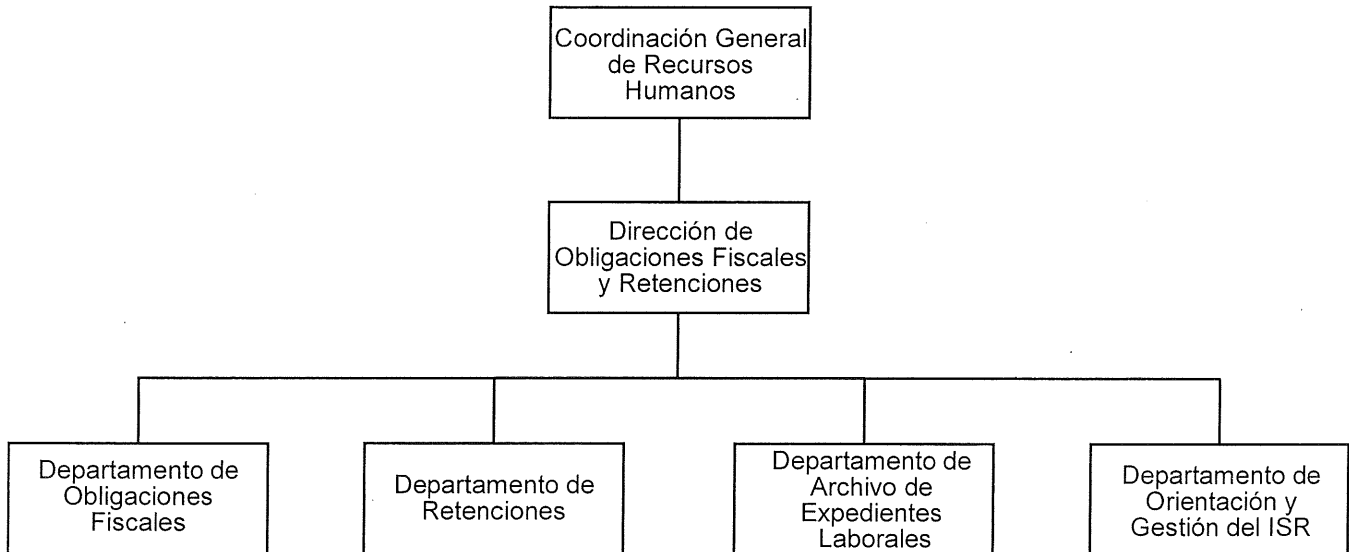 Coordinación General
de Recursos
Humanos
Dirección de
Obligaciones Fiscales
y Retenciones
Departamento de
Obligaciones
Fiscales
Departamento de
Retenciones
Departamento de
Archivo de
Expedientes
Laborales
Departamento de
Orientación y
Gestión del ISR